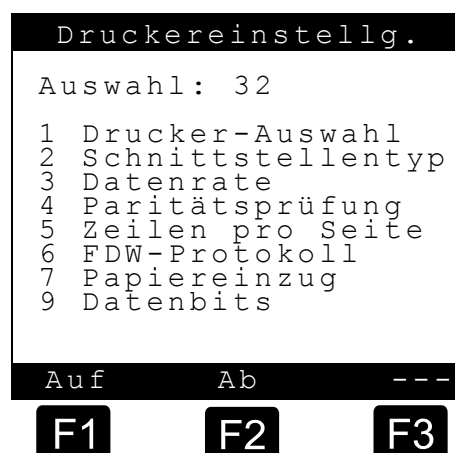 Druckereinstellg.
Auswahl: 32
1 Drucker-Auswahl
2 Schnittstellentyp
3 Datenrate
4 Paritätsprüfung
5 Zeilen pro Seite
6 FDW-Protokoll
7 Papiereinzug
9 Datenbits
Auf Ab ---
F1 F2 F3